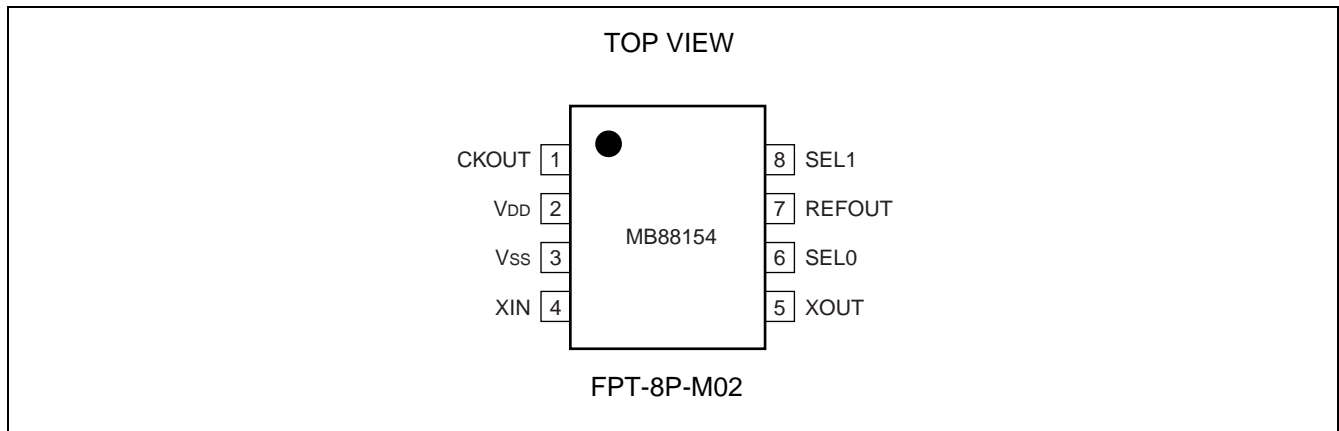 TOP VIEW
CKOUT 1 8 SEL1
VDD 2 7 REFOUT
MB88154
VSS 3 6 SEL0
XIN 4 5 XOUT
FPT-8P-M02